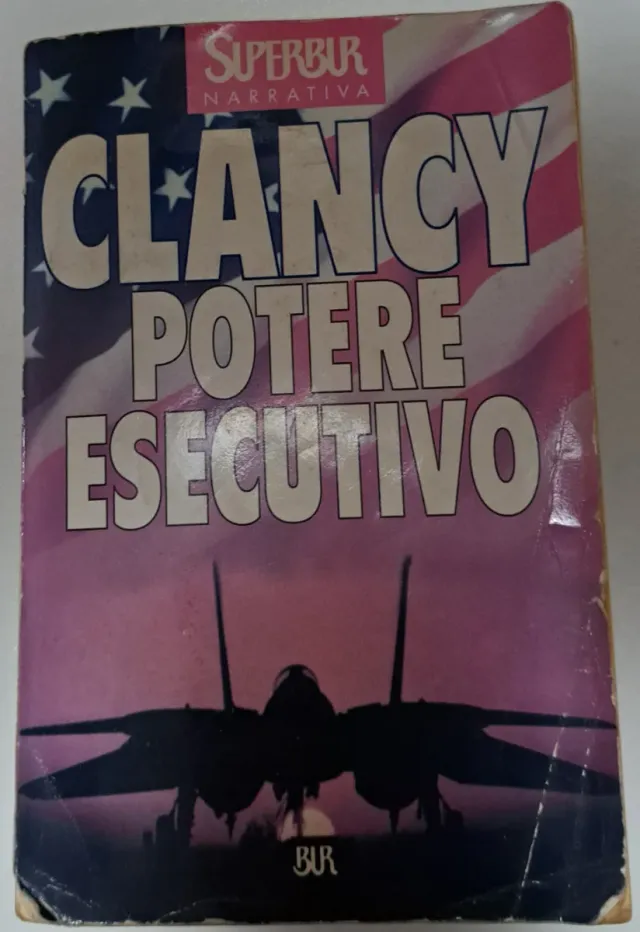 SUPERBUR
NARRATIVA
CLANCY
POTERE
ESECUTIVO
BUR